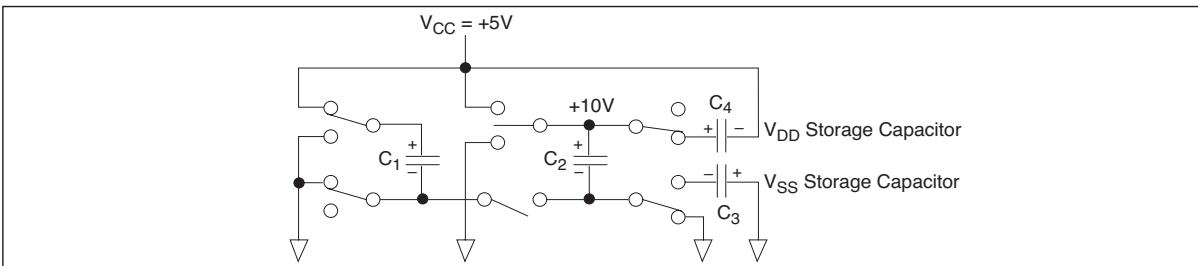 V_CC = +5V
+10V
C_4
+
–
V_DD Storage Capacitor
+
C_1
–
+
C_2
–
–
+
V_SS Storage Capacitor
C_3